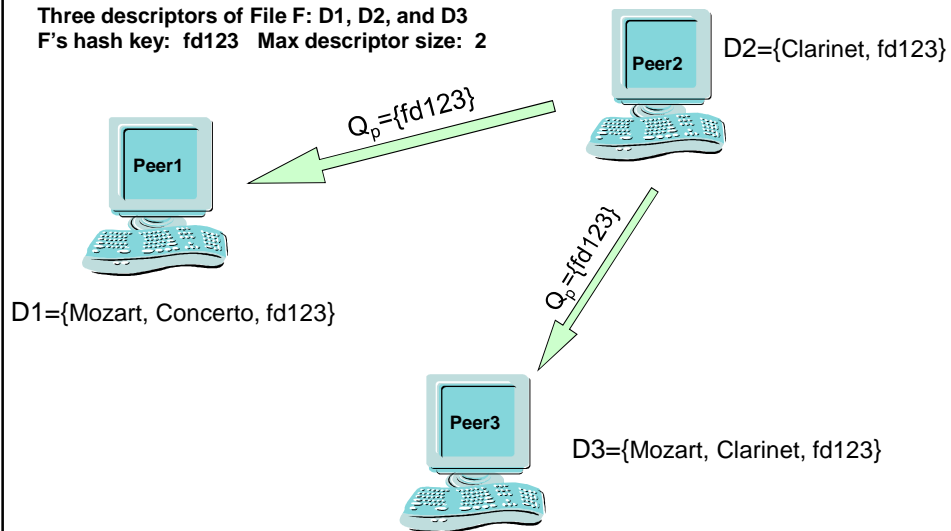 Three descriptors of File F: D1, D2, and D3
F's hash key: fd123 Max descriptor size: 2
Peer2
D2={Clarinet, fd123}
Qp={fd123}
Peer1
Qp={fd123}
D1={Mozart, Concerto, fd123}
Peer3
D3={Mozart, Clarinet, fd123}